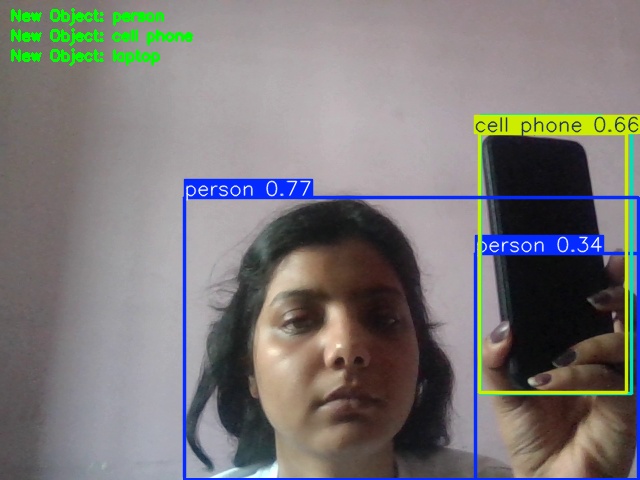 New Object: person
New Object: cell phone
New Object: laptop
cell phone 0.66
person 0.77
person 0.34